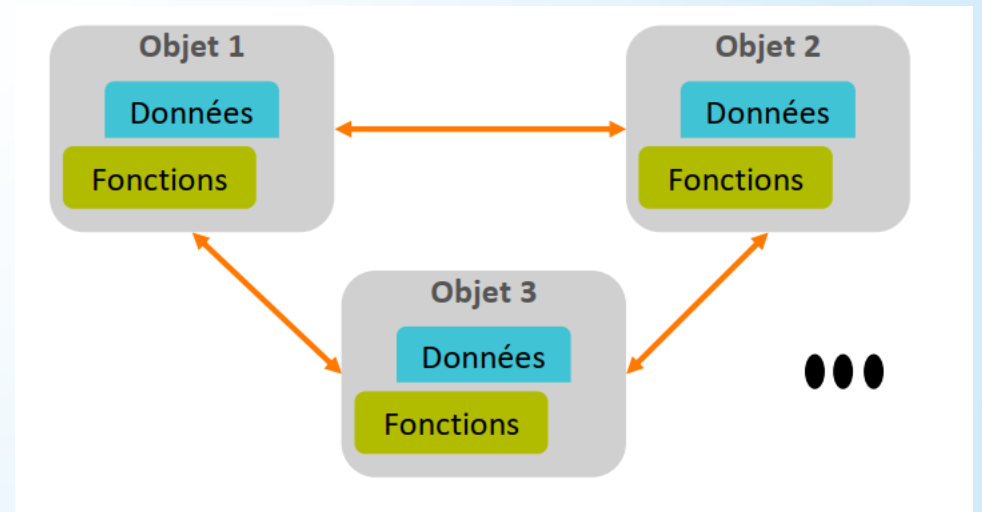 Objet 1
Données
Fonctions
Objet 2
Données
Fonctions
Objet 3
Données
Fonctions